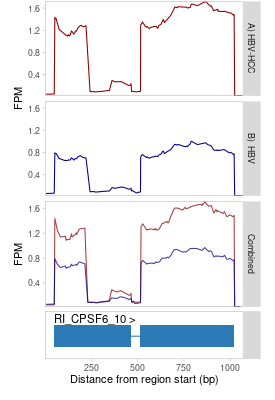 1.6
1.2
0.8
0.4
A) HBV-HCC
FPM
1.6
1.2
0.8
0.4
B) HBV
1.6
1.2
0.8
0.4
Combined
FPM
RI_CPSF6_10 >
250 500 750 1000
Distance from region start (bp)